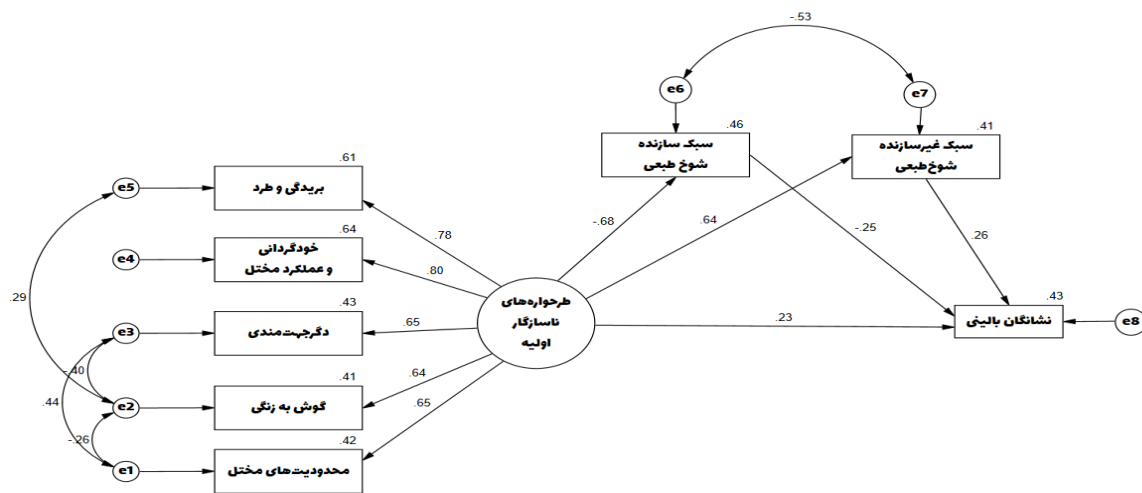 -.53
e6
e7
.46
سبک سازنده
شوخ طبعی
.41
سبک غیرسازنده
شوخ‌طبعی
.61
e5
بریدگی و طرد
-.68
.64
-.25
.26
.78
.64
e4
خودگردانی
و عملکرد مختل
.80
.29
طرحواره‌های
ناسازگار
اولیه
.43
e3
دگرجهت‌مندی
.65
.23
.43
نشانگان بالینی
e8
-.40
.44
.41
e2
گوش به زنگی
.64
.65
-.26
.42
e1
محدودیت‌های مختل